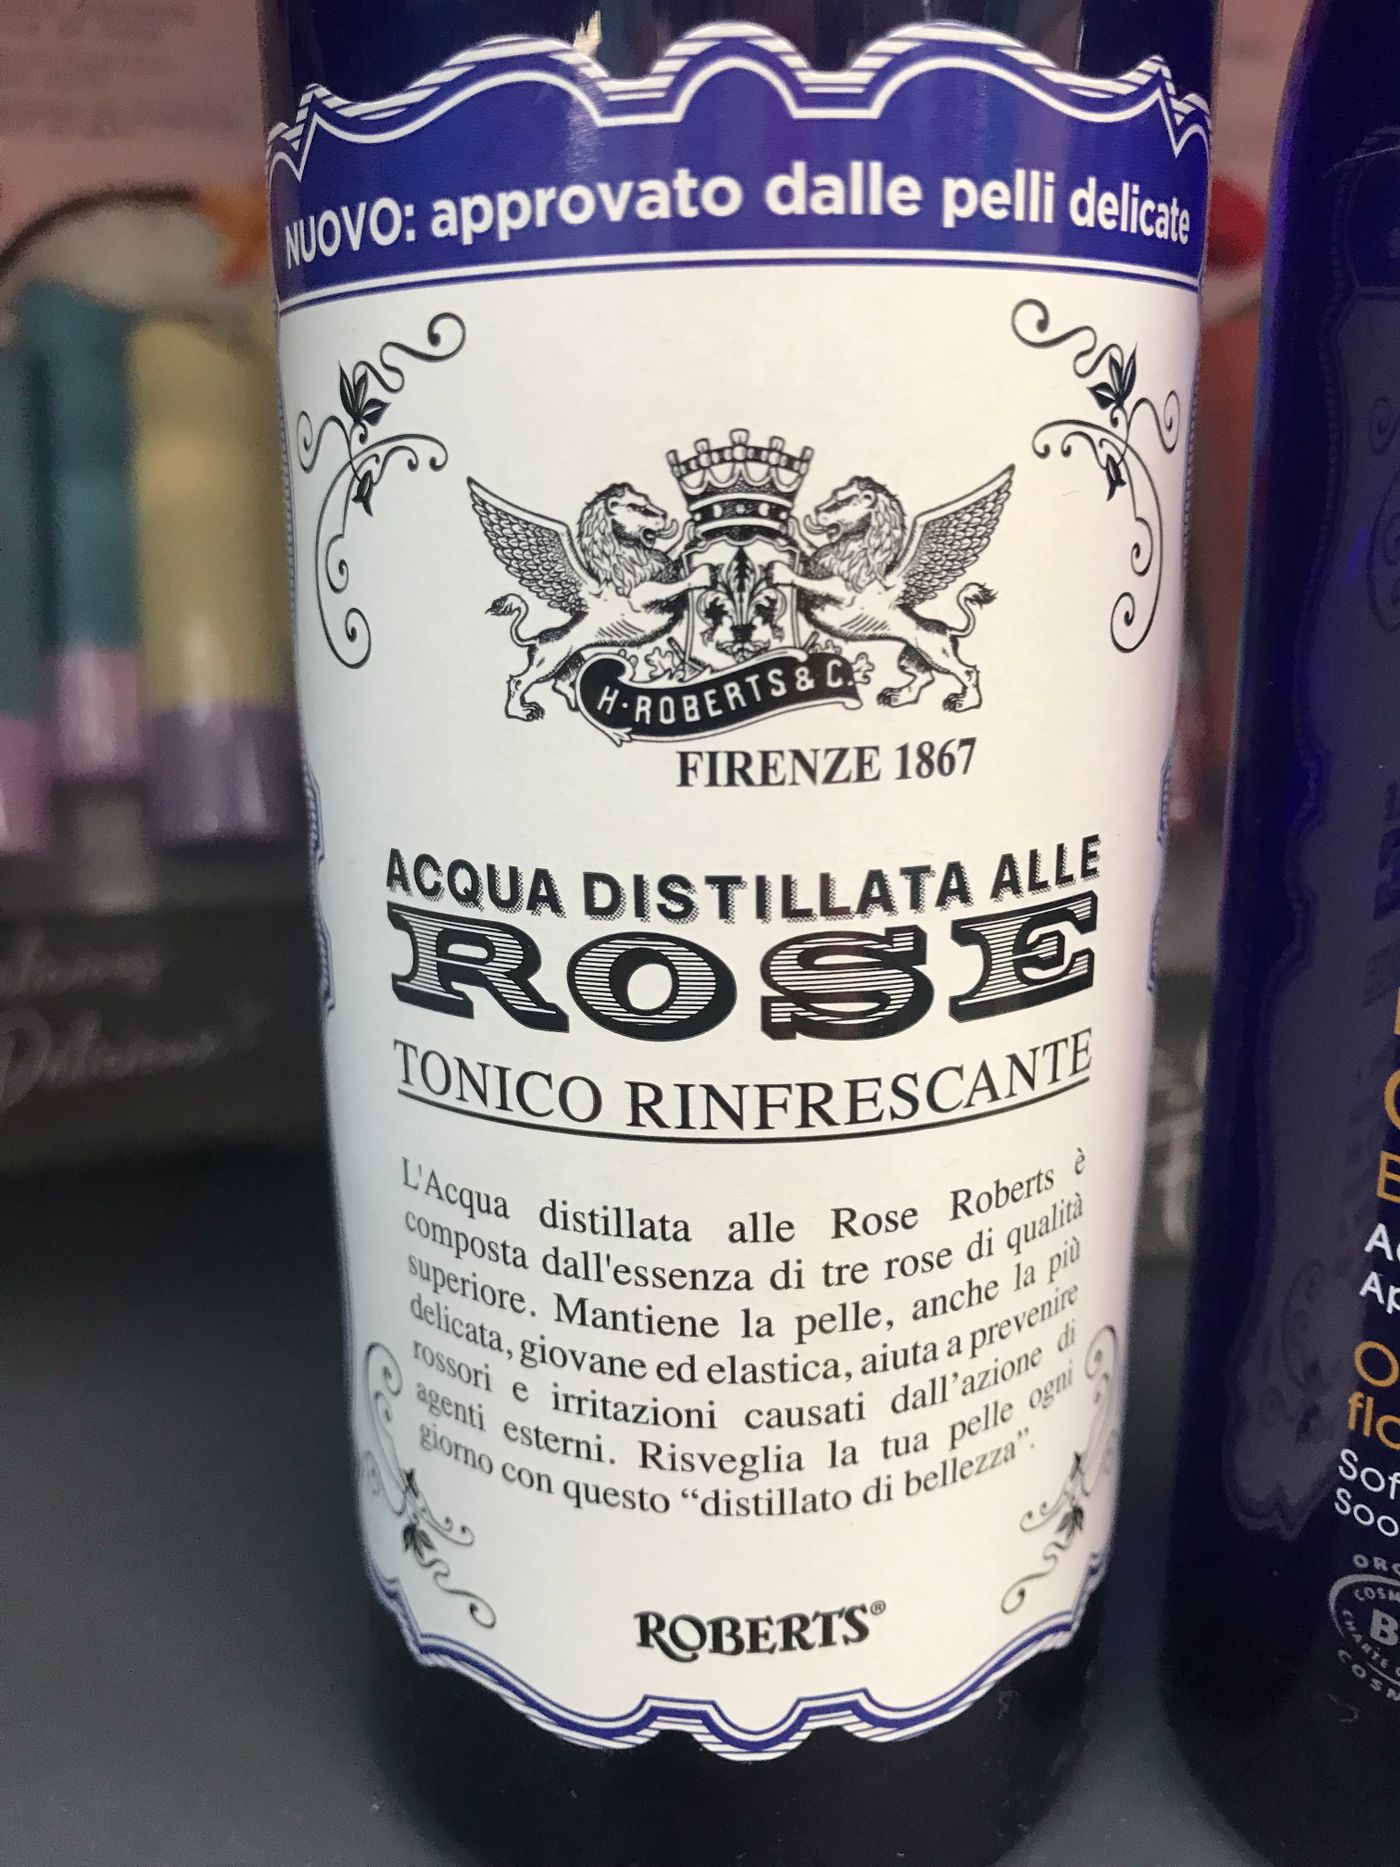 NUOVO: approvato dalle pelli delicate
H·ROBERTS & C.
FIRENZE 1867
ACQUA DISTILLATA ALLE
ROSE
TONICO RINFRESCANTE
L'Acqua distillata alle Rose Roberts è
composta dall'essenza di tre rose di qualità
superiore. Mantiene la pelle, anche la più
delicata, giovane ed elastica, aiuta a prevenire
rossori e irritazioni causati dall’azione di
agenti esterni. Risveglia la tua pelle ogni
giorno con questo “distillato di bellezza”.
ROBERTS®